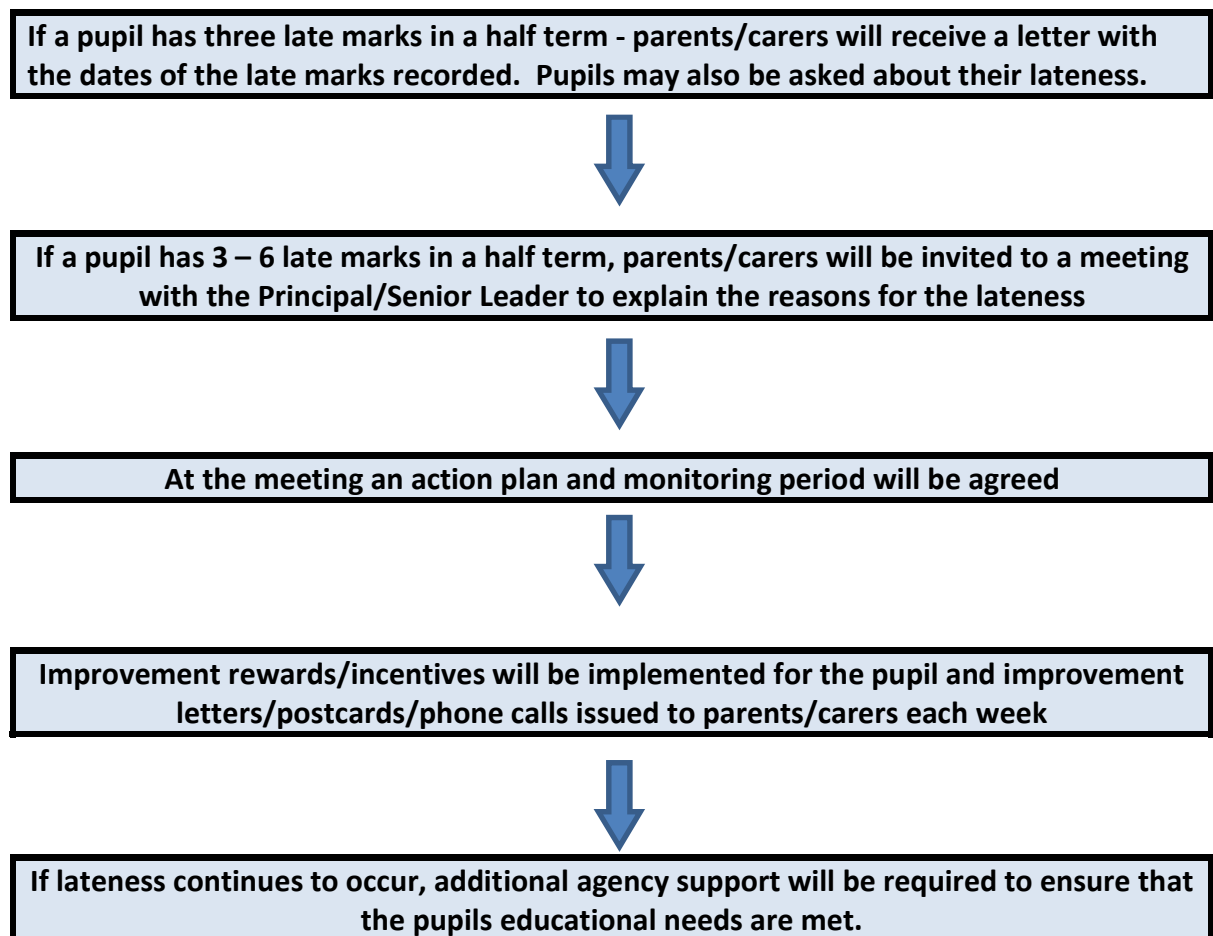 If a pupil has three late marks in a half term - parents/carers will receive a letter with
the dates of the late marks recorded.  Pupils may also be asked about their lateness.
If a pupil has 3 – 6 late marks in a half term, parents/carers will be invited to a meeting
with the Principal/Senior Leader to explain the reasons for the lateness
At the meeting an action plan and monitoring period will be agreed
Improvement rewards/incentives will be implemented for the pupil and improvement
letters/postcards/phone calls issued to parents/carers each week
If lateness continues to occur, additional agency support will be required to ensure that
the pupils educational needs are met.